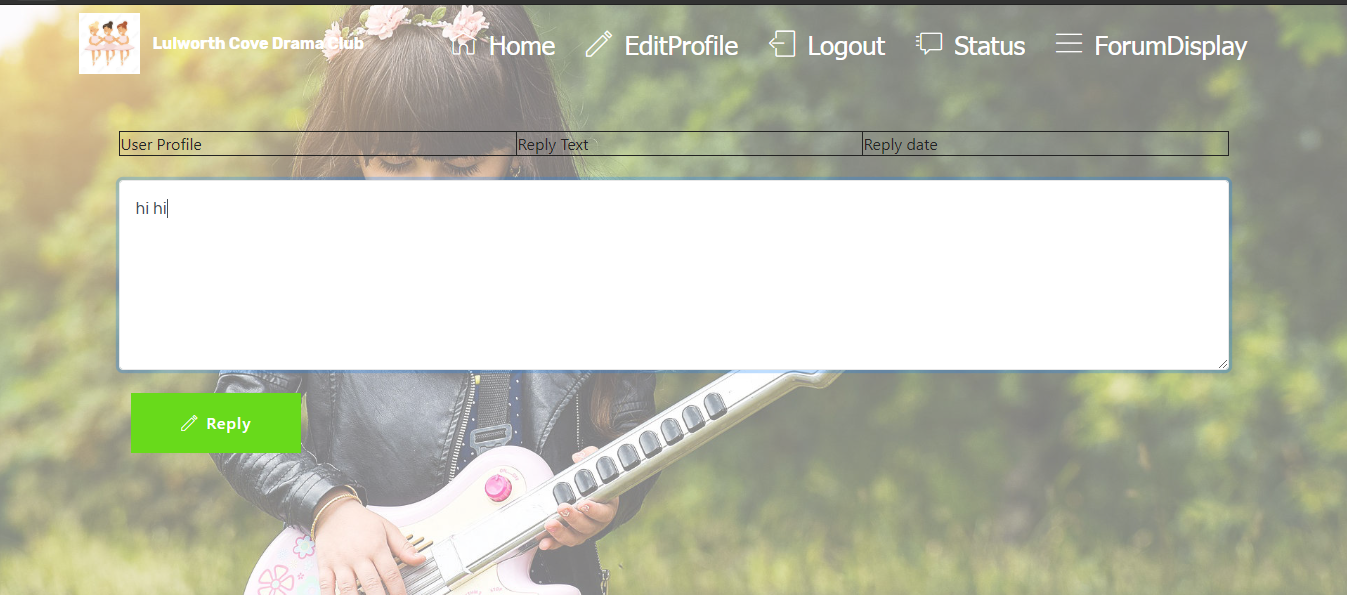 Lulworth Cove Drama Club
Home EditProfile Logout Status ForumDisplay
User Profile Reply Text Reply date
hi hi
Reply